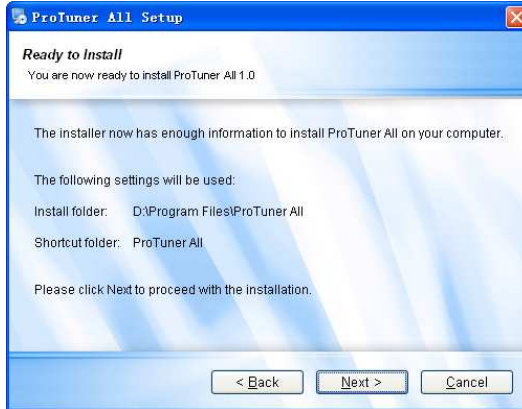 ProTuner All Setup
Ready to Install
You are now ready to install ProTuner All 1.0
The installer now has enough information to install ProTuner All on your computer.
The following settings will be used:
Install folder: D:\Program Files\ProTuner All
Shortcut folder: ProTuner All
Please click Next to proceed with the installation.
< Back Next > Cancel